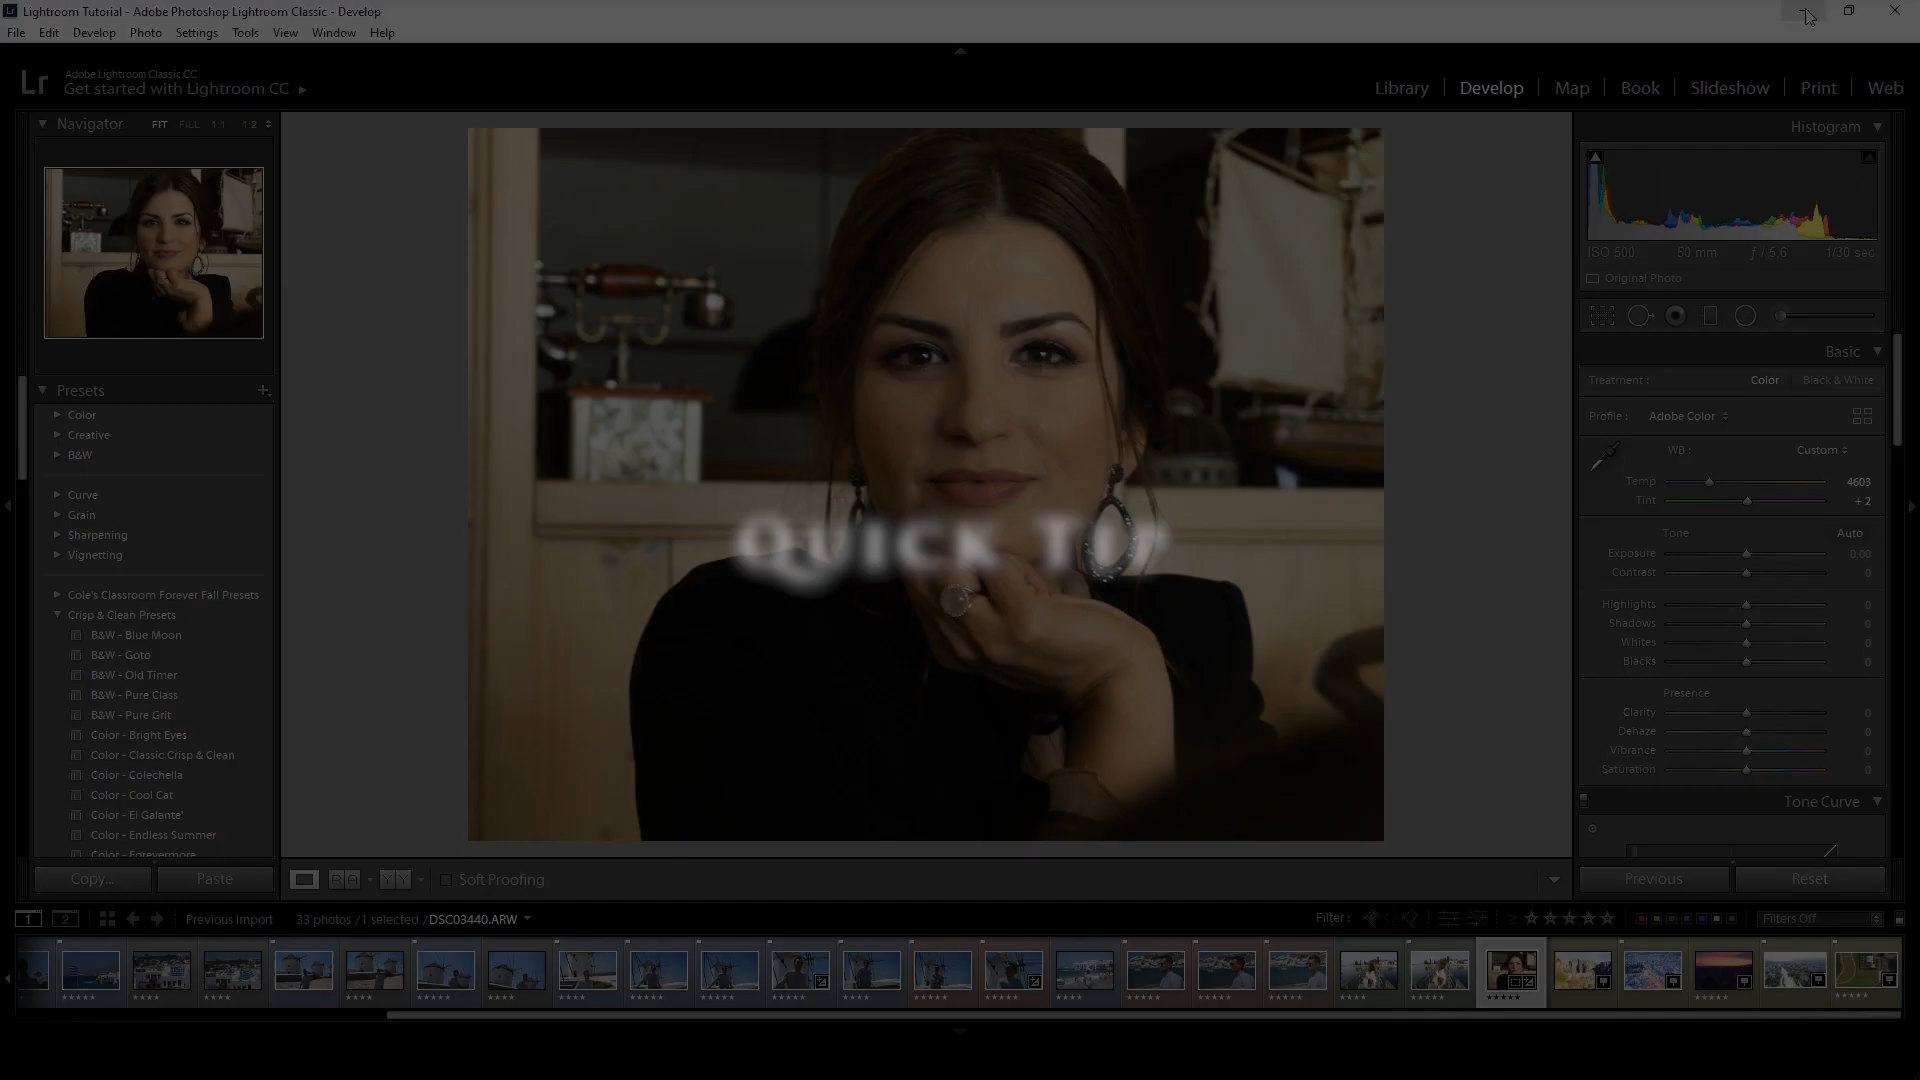 Lightroom Tutorial - Adobe Photoshop Lightroom Classic - Develop
File Edit Develop Photo Settings Tools View Window Help
Adobe Lightroom Classic CC
Get started with Lightroom CC
Library Develop Map Book Slideshow Print Web
Navigator FIT FILL 1:1 1:2
Presets
Color
Creative
B&W
Curve
Grain
Sharpening
Vignetting
Cole's Classroom Forever Fall Presets
Crisp & Clean Presets
B&W - Blue Moon
B&W - Goto
B&W - Old Timer
B&W - Pure Class
B&W - Pure Grit
Color - Bright Eyes
Color - Classic Crisp & Clean
Color - Colechella
Color - Cool Cat
Color - El Galante'
Color - Endless Summer
Color - Forevermore
Copy... Paste
Quick Tip
Histogram
ISO 500 50 mm ƒ / 5,6 1/30 sec
Original Photo
Basic
Treatment : Color Black & White
Profile : Adobe Color
WB : Custom
Temp 4603
Tint + 2
Tone Auto
Exposure 0,00
Contrast 0
Highlights 0
Shadows 0
Whites 0
Blacks 0
Presence
Clarity 0
Dehaze 0
Vibrance 0
Saturation 0
Tone Curve
Previous Reset
Soft Proofing
1 2 Previous Import 33 photos / 1 selected / DSC03440.ARW Filter : Filters Off